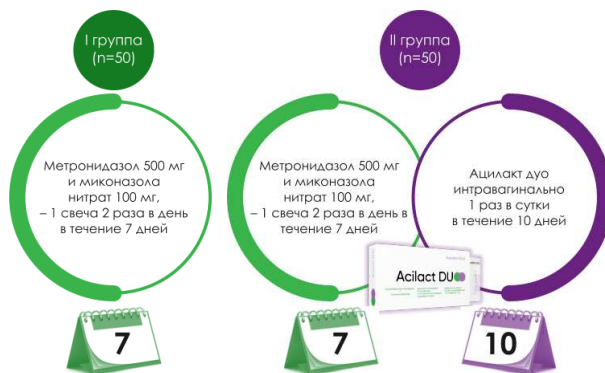 I группа
(n=50)
II группа
(n=50)
Метронидазол 500 мг
и миконазола
нитрат 100 мг,
– 1 свеча 2 раза в день
в течение 7 дней
Метронидазол 500 мг
и миконазола
нитрат 100 мг,
– 1 свеча 2 раза в день в
течение 7 дней
Ацилакт дуо
интравагинально
1 раз в сутки
в течение 10 дней
Acilact DUO
7
7
10